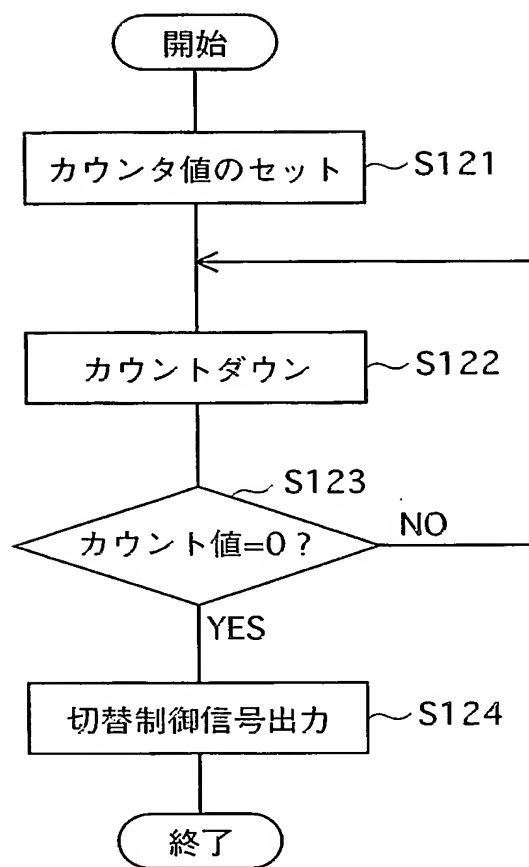 開始
カウンタ値のセット
S121
カウントダウン
S122
S123
カウント値=0?
NO
YES
切替制御信号出力
S124
終了